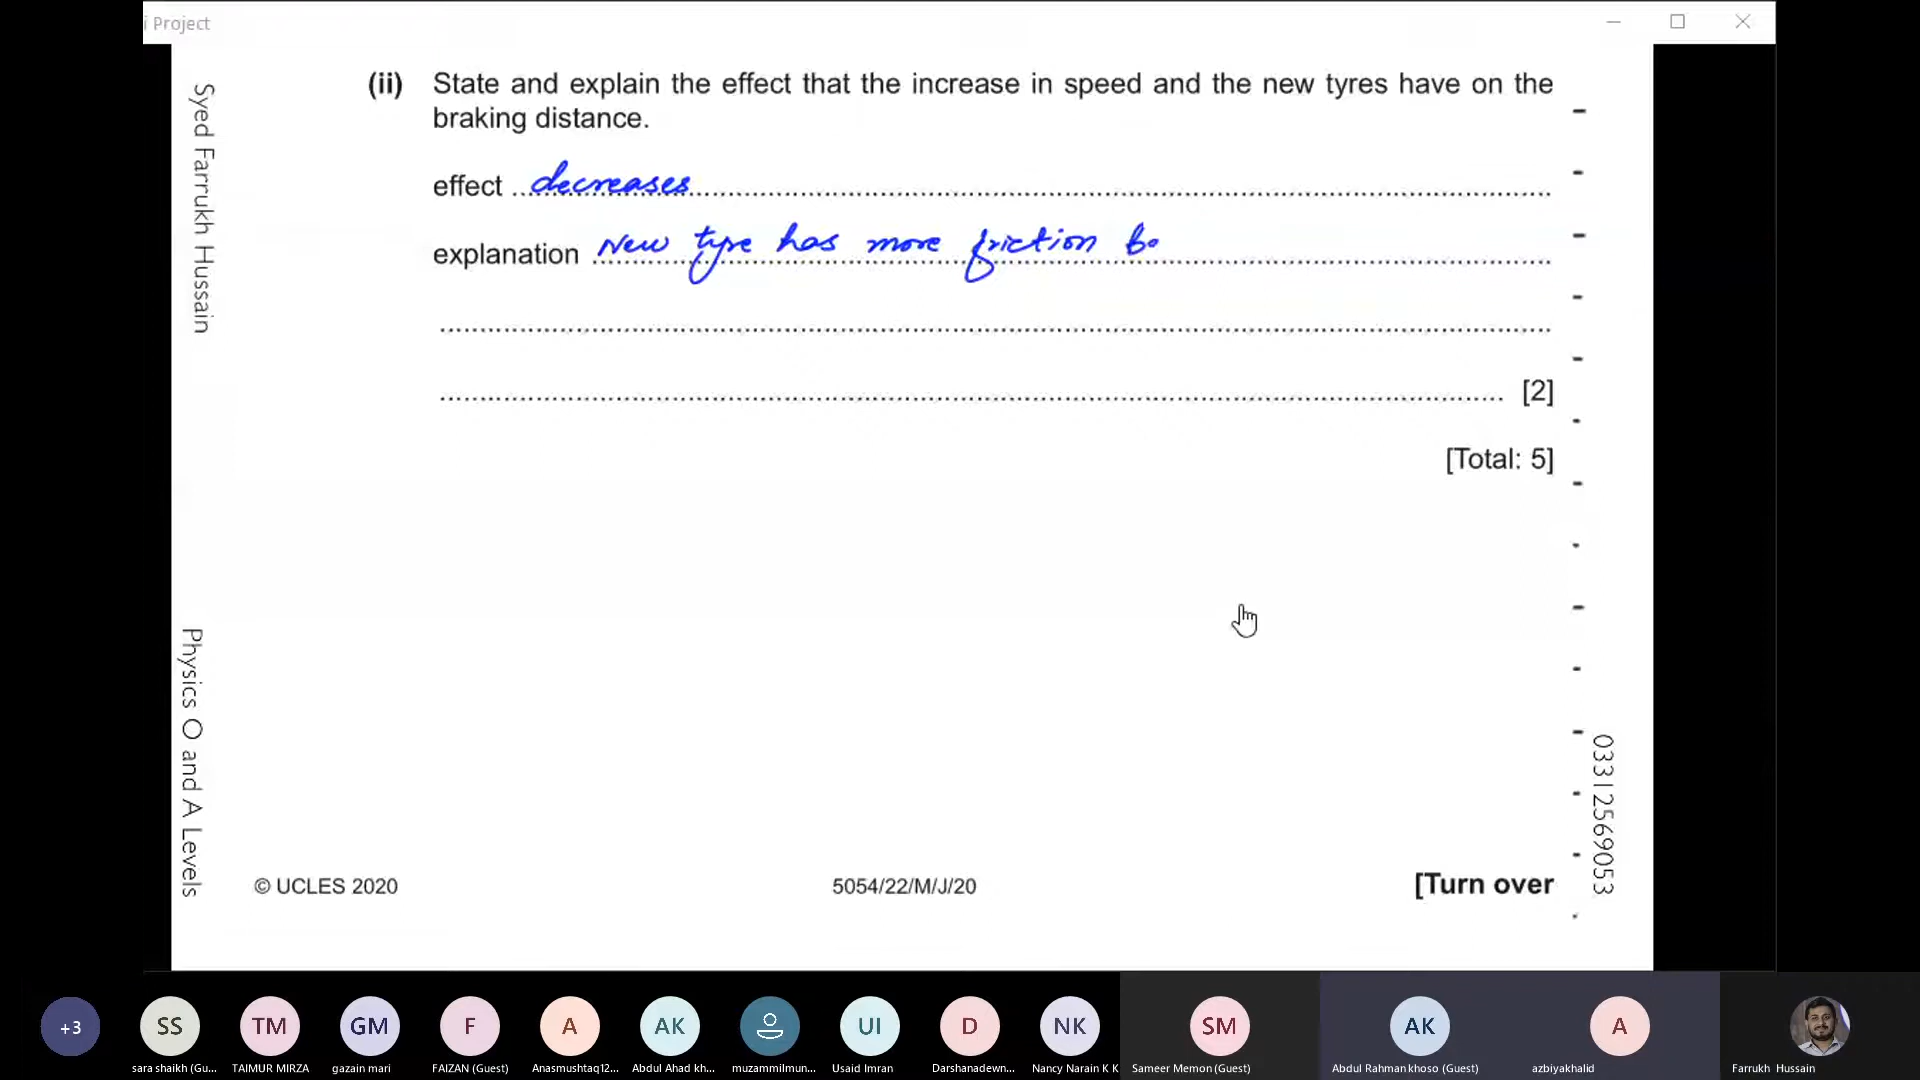 i Project
(ii) State and explain the effect that the increase in speed and the new tyres have on the
braking distance.
effect decreases
explanation New tyre has more friction be
[2]
[Total: 5]
© UCLES 2020
5054/22/M/J/20
[Turn over
Syed Farrukh Hussain
Physics O and A Levels
03312569053
+3
SS
TM
GM
F
A
AK
UI
D
NK
SM
AK
A
sara shaikh (Gu...
TAIMUR MIRZA
gazain mari
FAIZAN (Guest)
Anasmushtaq12...
Abdul Ahad kh...
muzammilmun...
Usaid Imran
Darshanadewn...
Nancy Narain K K
Sameer Memon (Guest)
Abdul Rahman khoso (Guest)
azbiyakhalid
Farrukh Hussain